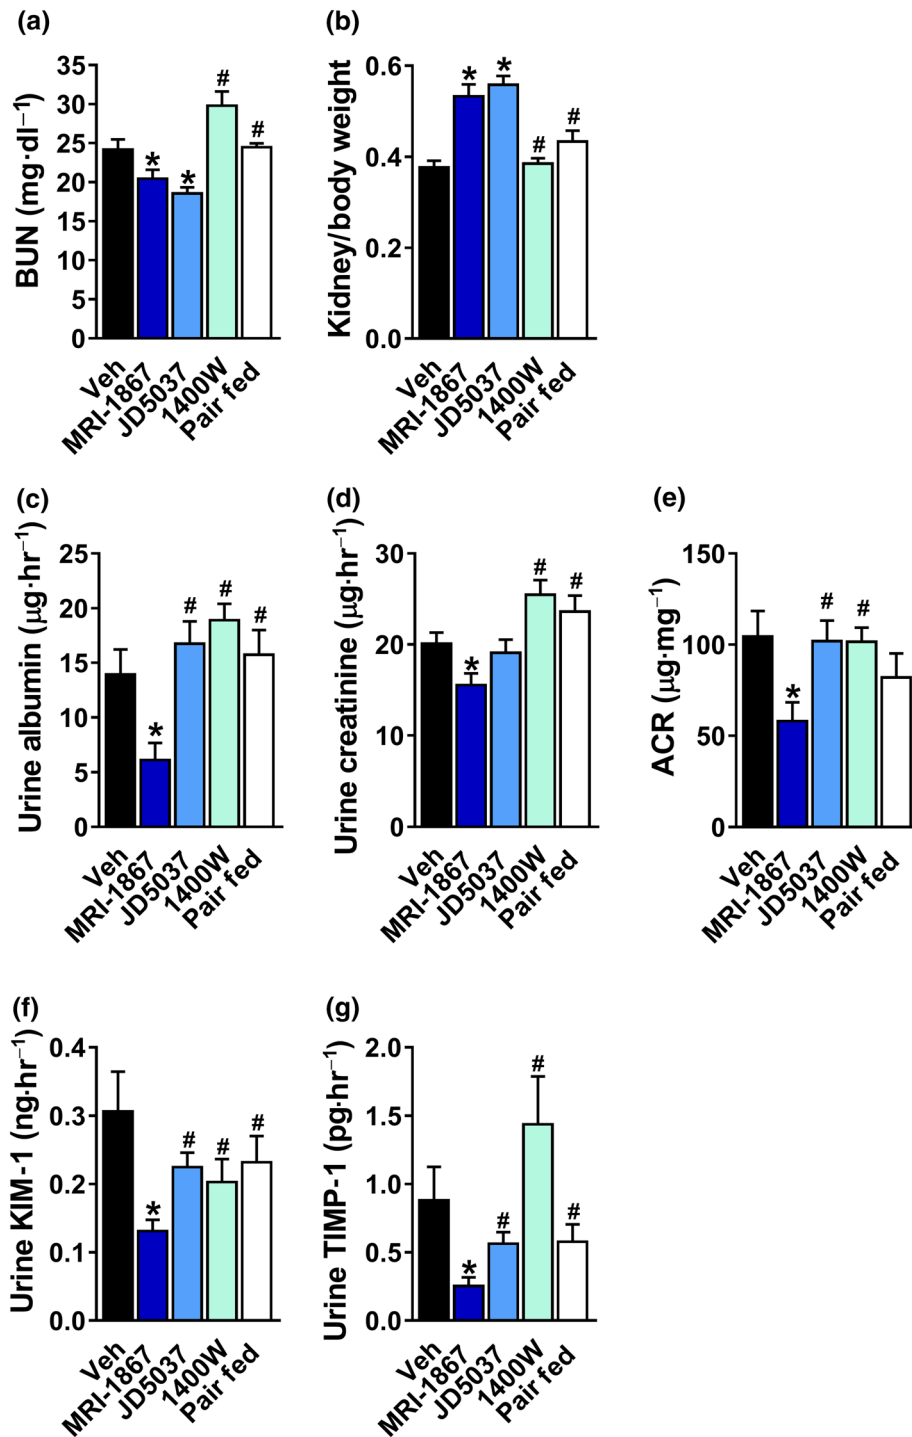 (a)
BUN (mg·dl⁻¹)
35
30
25
20
15
10
5
0
*
*
#
#
Veh
MRI-1867
JD5037
1400W
Pair fed
(b)
Kidney/body weight
0.6
0.4
0.2
0.0
*
*
#
#
Veh
MRI-1867
JD5037
1400W
Pair fed
(c)
Urine albumin (µg·hr⁻¹)
25
20
15
10
5
0
*
#
#
#
Veh
MRI-1867
JD5037
1400W
Pair fed
(d)
Urine creatinine (µg·hr⁻¹)
30
20
10
0
*
#
#
Veh
MRI-1867
JD5037
1400W
Pair fed
(e)
ACR (µg·mg⁻¹)
150
100
50
0
*
#
#
Veh
MRI-1867
JD5037
1400W
Pair fed
(f)
Urine KIM-1 (ng·hr⁻¹)
0.4
0.3
0.2
0.1
0.0
*
#
#
#
Veh
MRI-1867
JD5037
1400W
Pair fed
(g)
Urine TIMP-1 (pg·hr⁻¹)
2.0
1.5
1.0
0.5
0.0
*
#
#
#
Veh
MRI-1867
JD5037
1400W
Pair fed